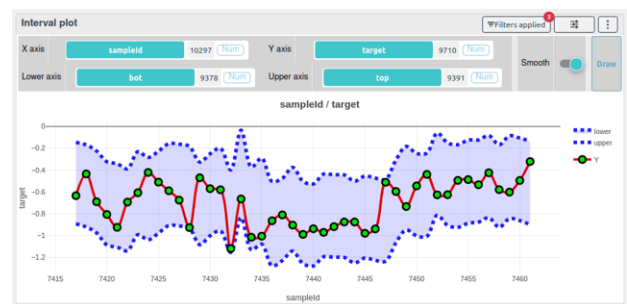 Interval plot
Filters applied
2
X axis
sampleId
10297
Num
Y axis
target
9710
Num
Smooth
Draw
Lower axis
bot
9378
Num
Upper axis
top
9391
Num
sampleId / target
0
−0.2
−0.4
−0.6
−0.8
−1
−1.2
target
7415
7420
7425
7430
7435
7440
7445
7450
7455
7460
sampleId
lower
upper
Y